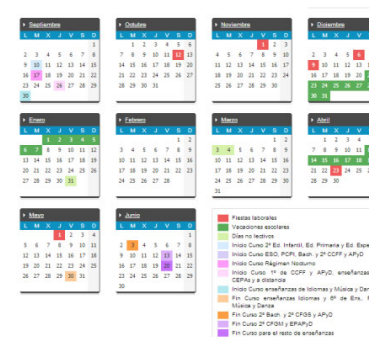 Septiembre
L M X J V S D
1
2 3 4 5 6 7 8
9 10 11 12 13 14 15
16 17 18 19 20 21 22
23 24 25 26 27 28 29
30
Octubre
L M X J V S D
1 2 3 4 5 6
7 8 9 10 11 12 13
14 15 16 17 18 19 20
21 22 23 24 25 26 27
28 29 30 31
Noviembre
L M X J V S D
1 2 3
4 5 6 7 8 9 10
11 12 13 14 15 16 17
18 19 20 21 22 23 24
25 26 27 28 29 30
Diciembre
L M X J V
2 3 4 5 6
9 10 11 12 13
16 17 18 19 20
23 24 25 26 27
30 31
Enero
L M X J V S D
1 2 3 4 5
6 7 8 9 10 11 12
13 14 15 16 17 18 19
20 21 22 23 24 25 26
27 28 29 30 31
Febrero
L M X J V S D
1 2
3 4 5 6 7 8 9
10 11 12 13 14 15 16
17 18 19 20 21 22 23
24 25 26 27 28
Marzo
L M X J V S D
1 2
3 4 5 6 7 8 9
10 11 12 13 14 15 16
17 18 19 20 21 22 23
24 25 26 27 28 29 30
31
Abril
L M X J V
1 2 3 4
7 8 9 10 11
14 15 16 17 18
21 22 23 24 25
28 29 30
Mayo
L M X J V S D
1 2 3 4
5 6 7 8 9 10 11
12 13 14 15 16 17 18
19 20 21 22 23 24 25
26 27 28 29 30 31
Junio
L M X J V S D
1
2 3 4 5 6 7 8
9 10 11 12 13 14 15
16 17 18 19 20 21 22
23 24 25 26 27 28 29
30
Fiestas laborales
Vacaciones escolares
Días no lectivos
Inicio Curso 2º Ed. Infantil, Ed. Primaria y Ed. Espe
Inicio Curso ESO, PCPI, Bach. y 2º CCFF y APyD
Inicio Curso Régimen Nocturno
Inicio Curso 1º de CCFF y APyD, enseñanzas
CEPAs y a distancia
Inicio Curso enseñanzas de Idiomas y Música y Dan
Fin Curso enseñanzas Idiomas y 6º de Ens.
Música y Danza
Fin Curso 2º Bach. y 2º CFGS y APyD
Fin Curso 2º CFGM y EPAPyD
Fin Curso para el resto de enseñanzas